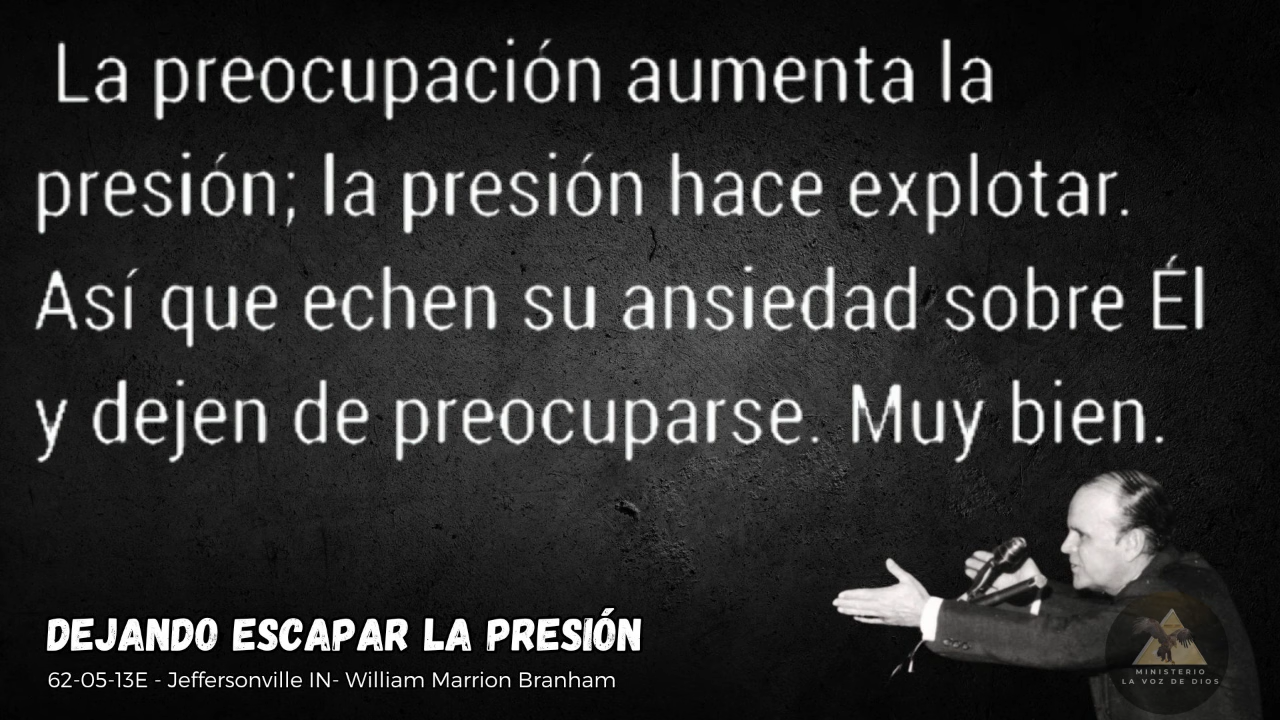 La preocupación aumenta la
presión; la presión hace explotar.
Así que echen su ansiedad sobre Él
y dejen de preocuparse. Muy bien.
DEJANDO ESCAPAR LA PRESIÓN
62-05-13E - Jeffersonville IN- William Marrion Branham
MINISTERIO
LA VOZ DE DIOS